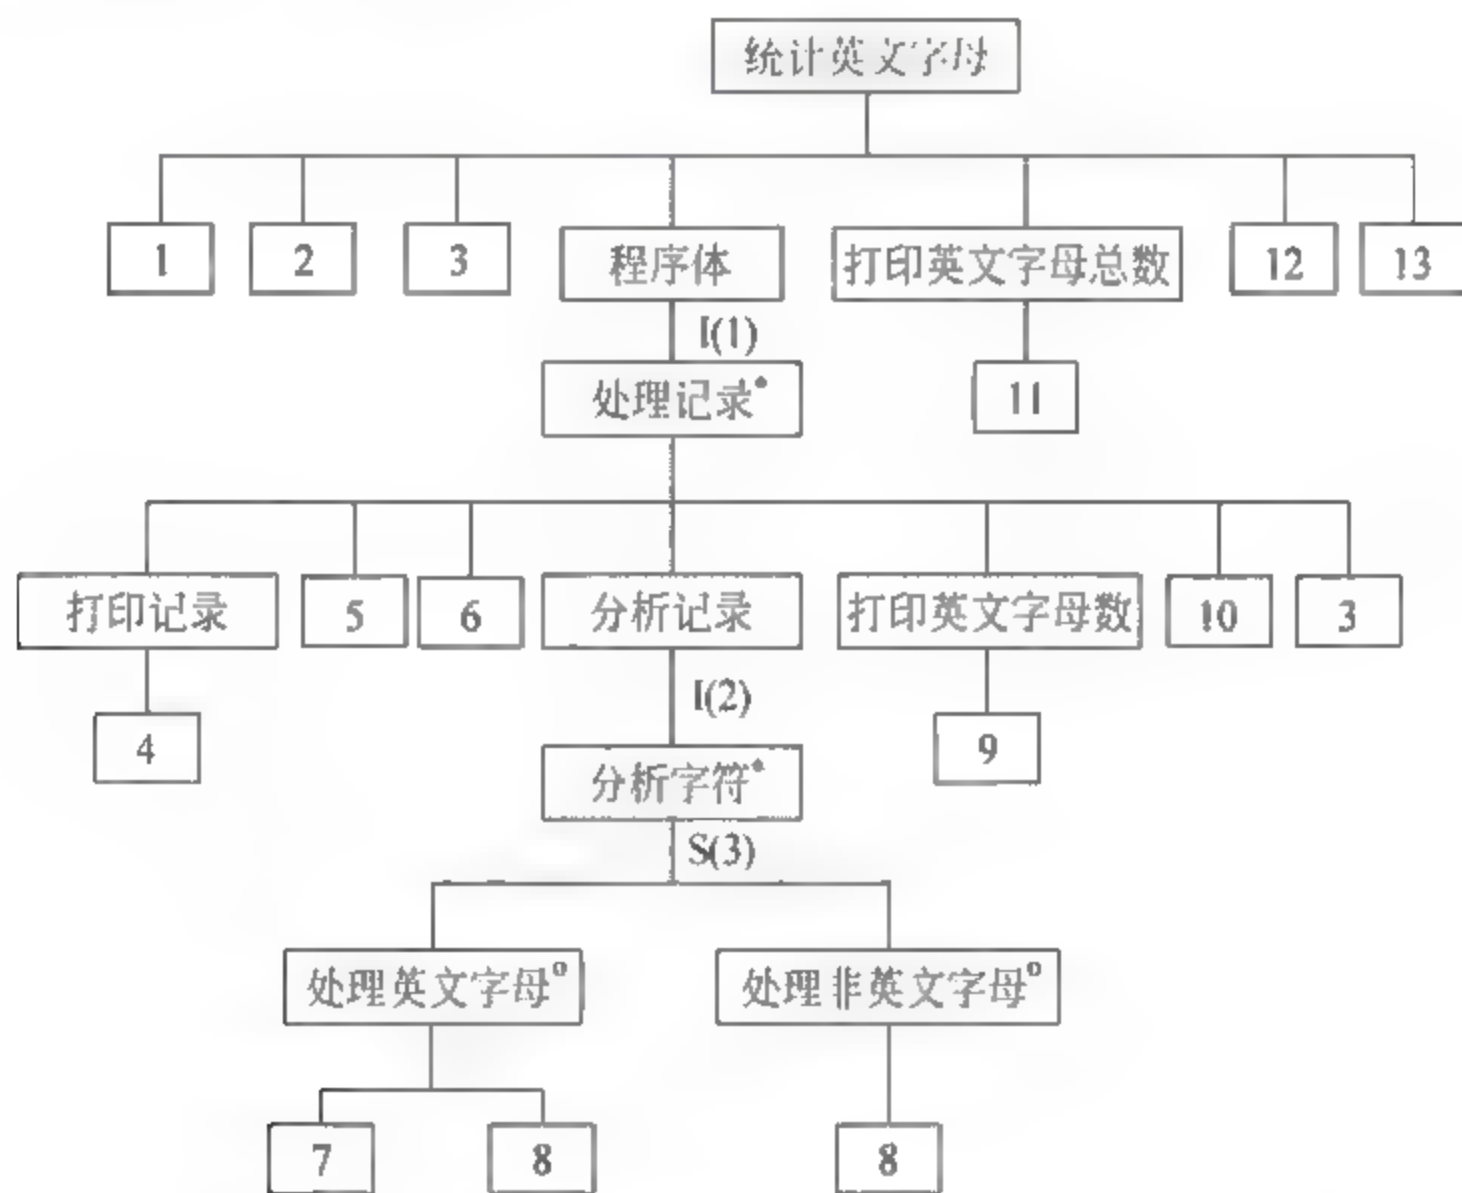 统计英文字母
1 2 3 程序体 打印英文字母总数 12 13
I(1)
处理记录* 11
打印记录 5 6 分析记录 打印英文字母数 10 3
I(2)
4 9
分析字符*
S(3)
处理英文字母o 处理非英文字母o
7 8 8